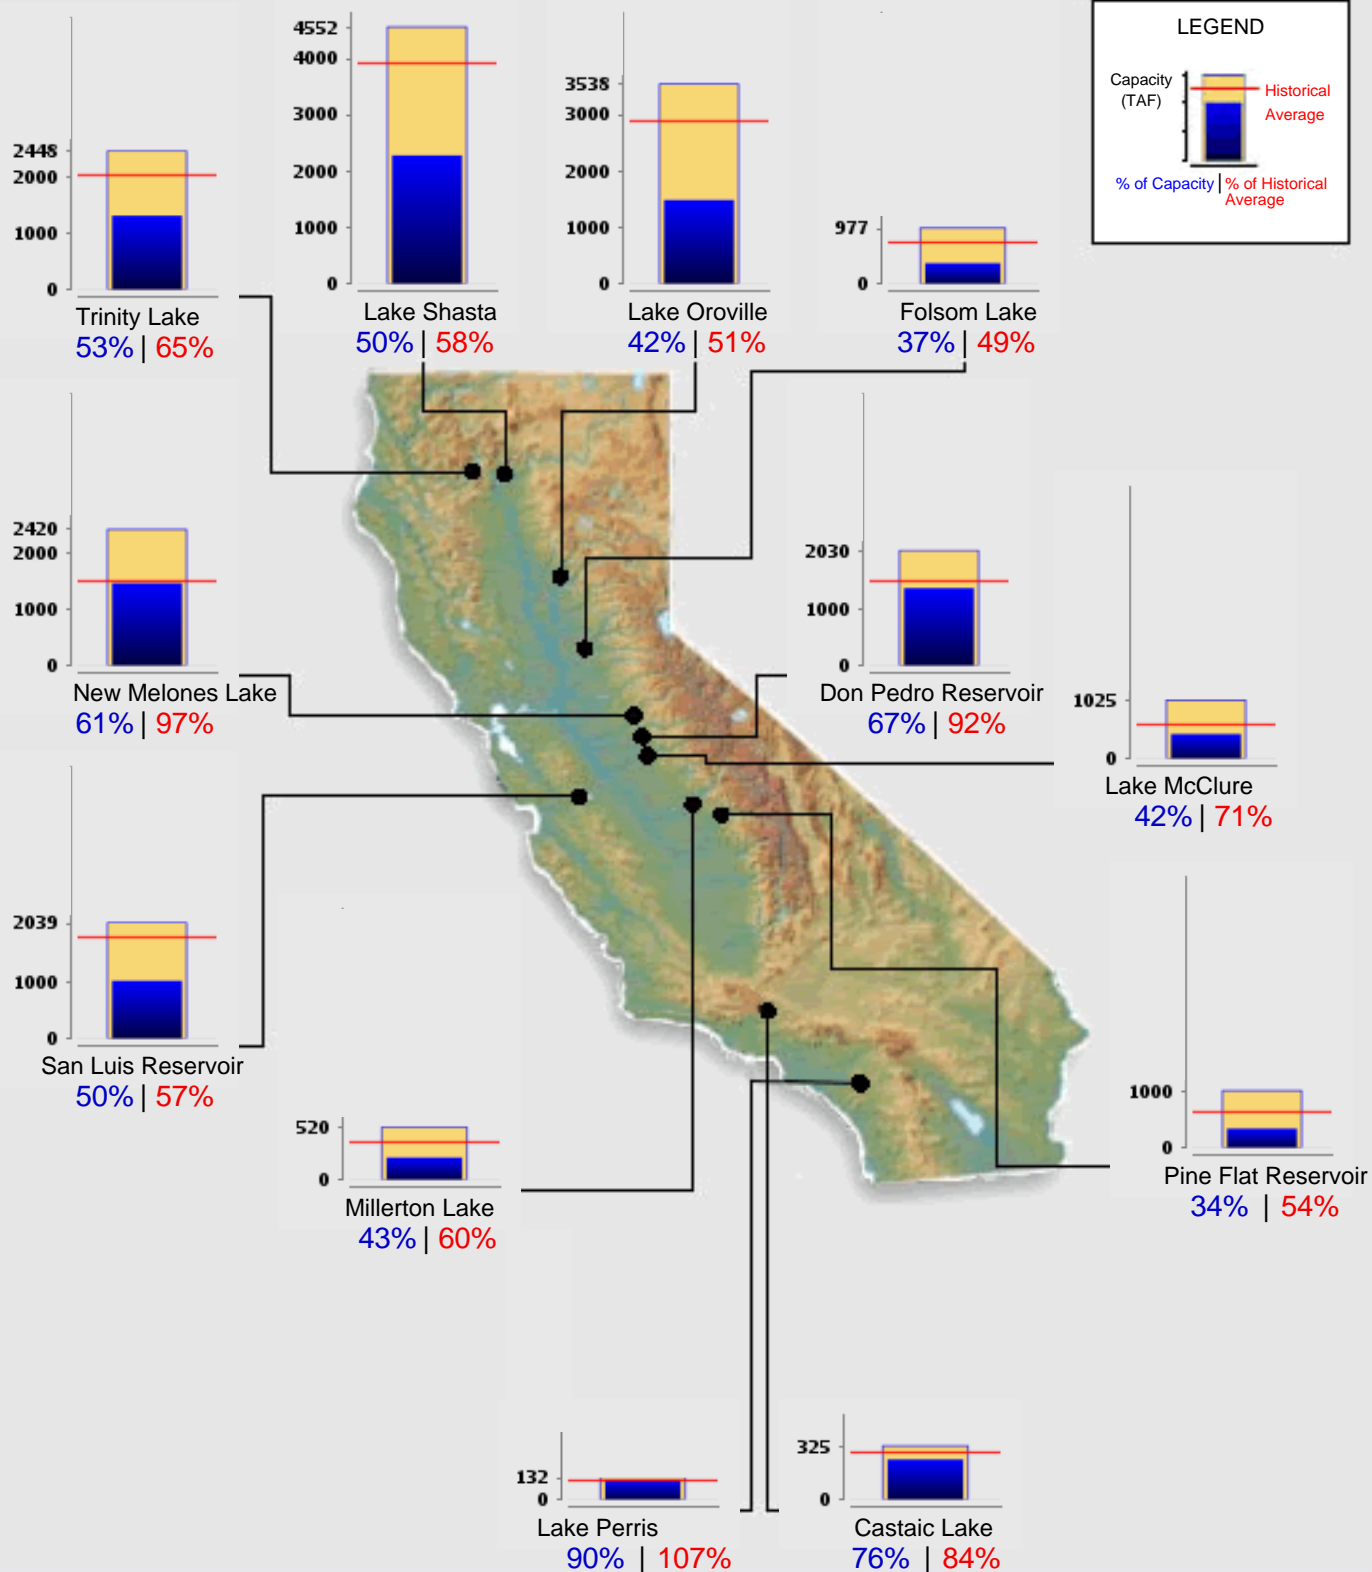 LEGEND
Capacity
(TAF)
Historical
Average
% of Capacity | % of Historical
Average
2448
2000
1000
0
Trinity Lake
53% | 65%
4552
4000
3000
2000
1000
0
Lake Shasta
50% | 58%
3538
3000
2000
1000
0
Lake Oroville
42% | 51%
977
0
Folsom Lake
37% | 49%
2420
2000
1000
0
New Melones Lake
61% | 97%
2030
1000
0
Don Pedro Reservoir
67% | 92%
1025
0
Lake McClure
42% | 71%
2039
1000
0
San Luis Reservoir
50% | 57%
520
0
Millerton Lake
43% | 60%
1000
0
Pine Flat Reservoir
34% | 54%
132
0
Lake Perris
90% | 107%
325
0
Castaic Lake
76% | 84%